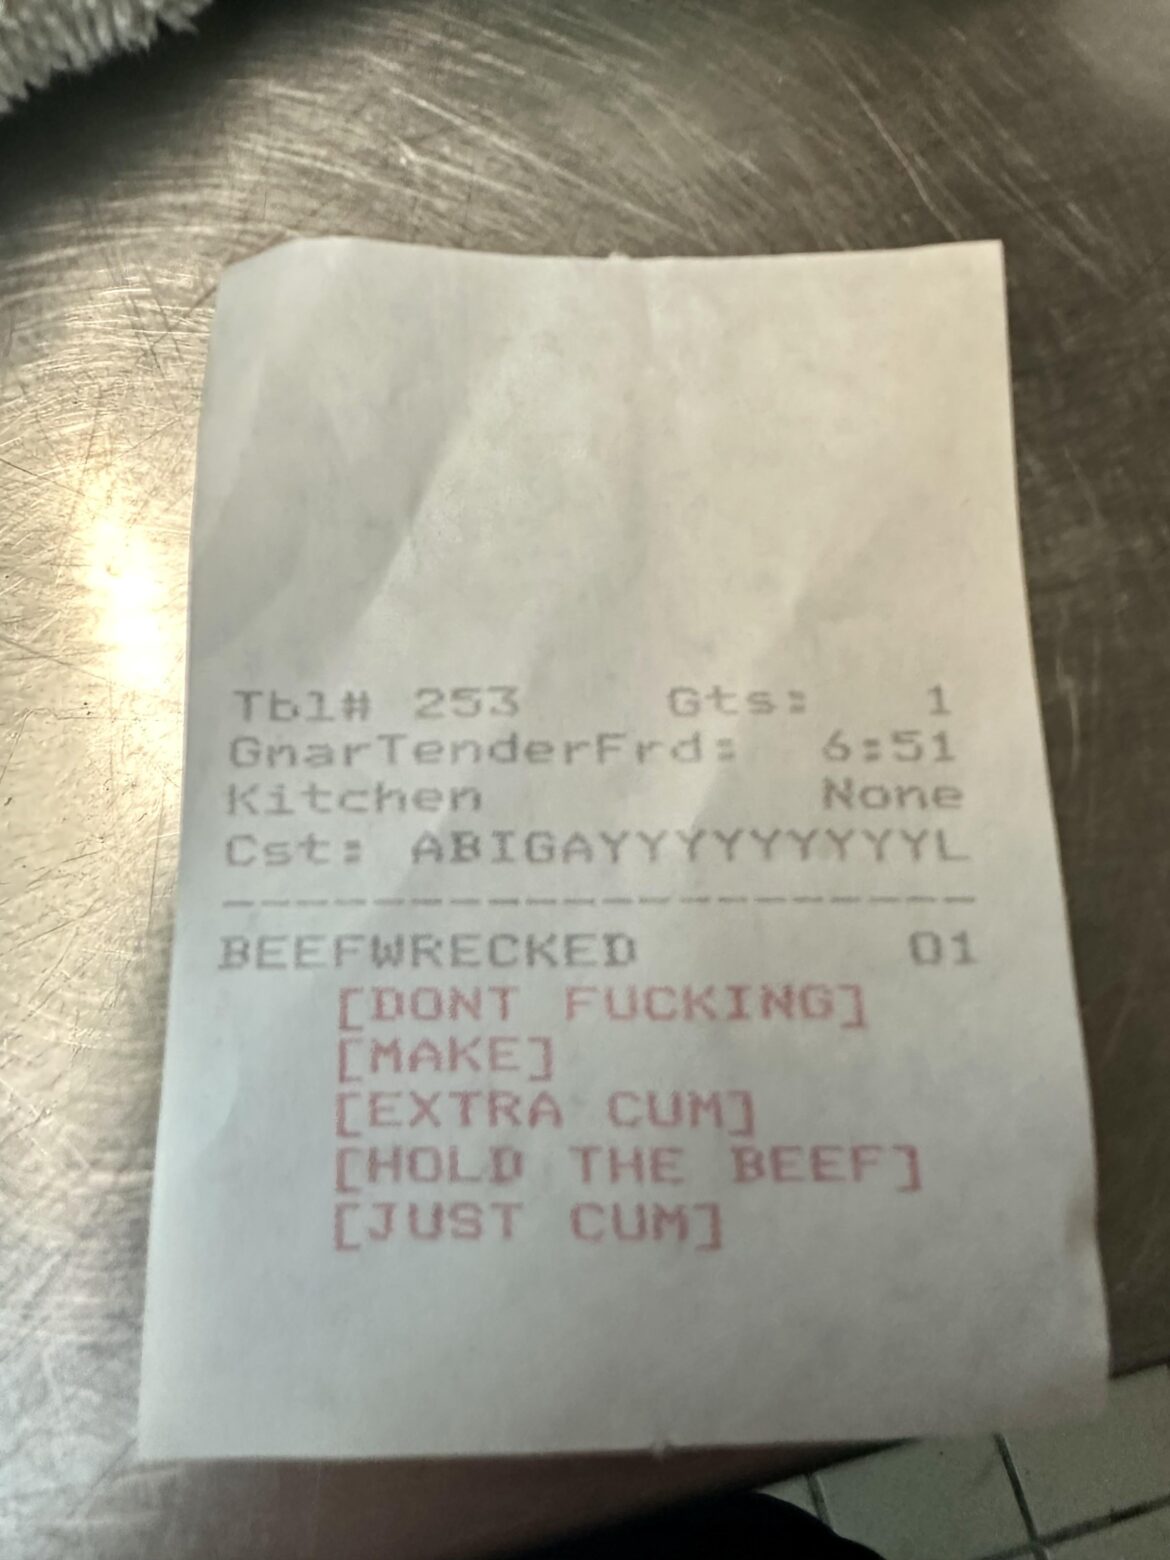 Tbl# 253 Gts: 1
GnarTenderFrd: 6:51
Kitchen None
Cst: ABIGAYYYYYYYYYYL
--------------------
BEEFWRECKED 01
[DONT FUCKING]
[MAKE]
[EXTRA CUM]
[HOLD THE BEEF]
[JUST CUM]